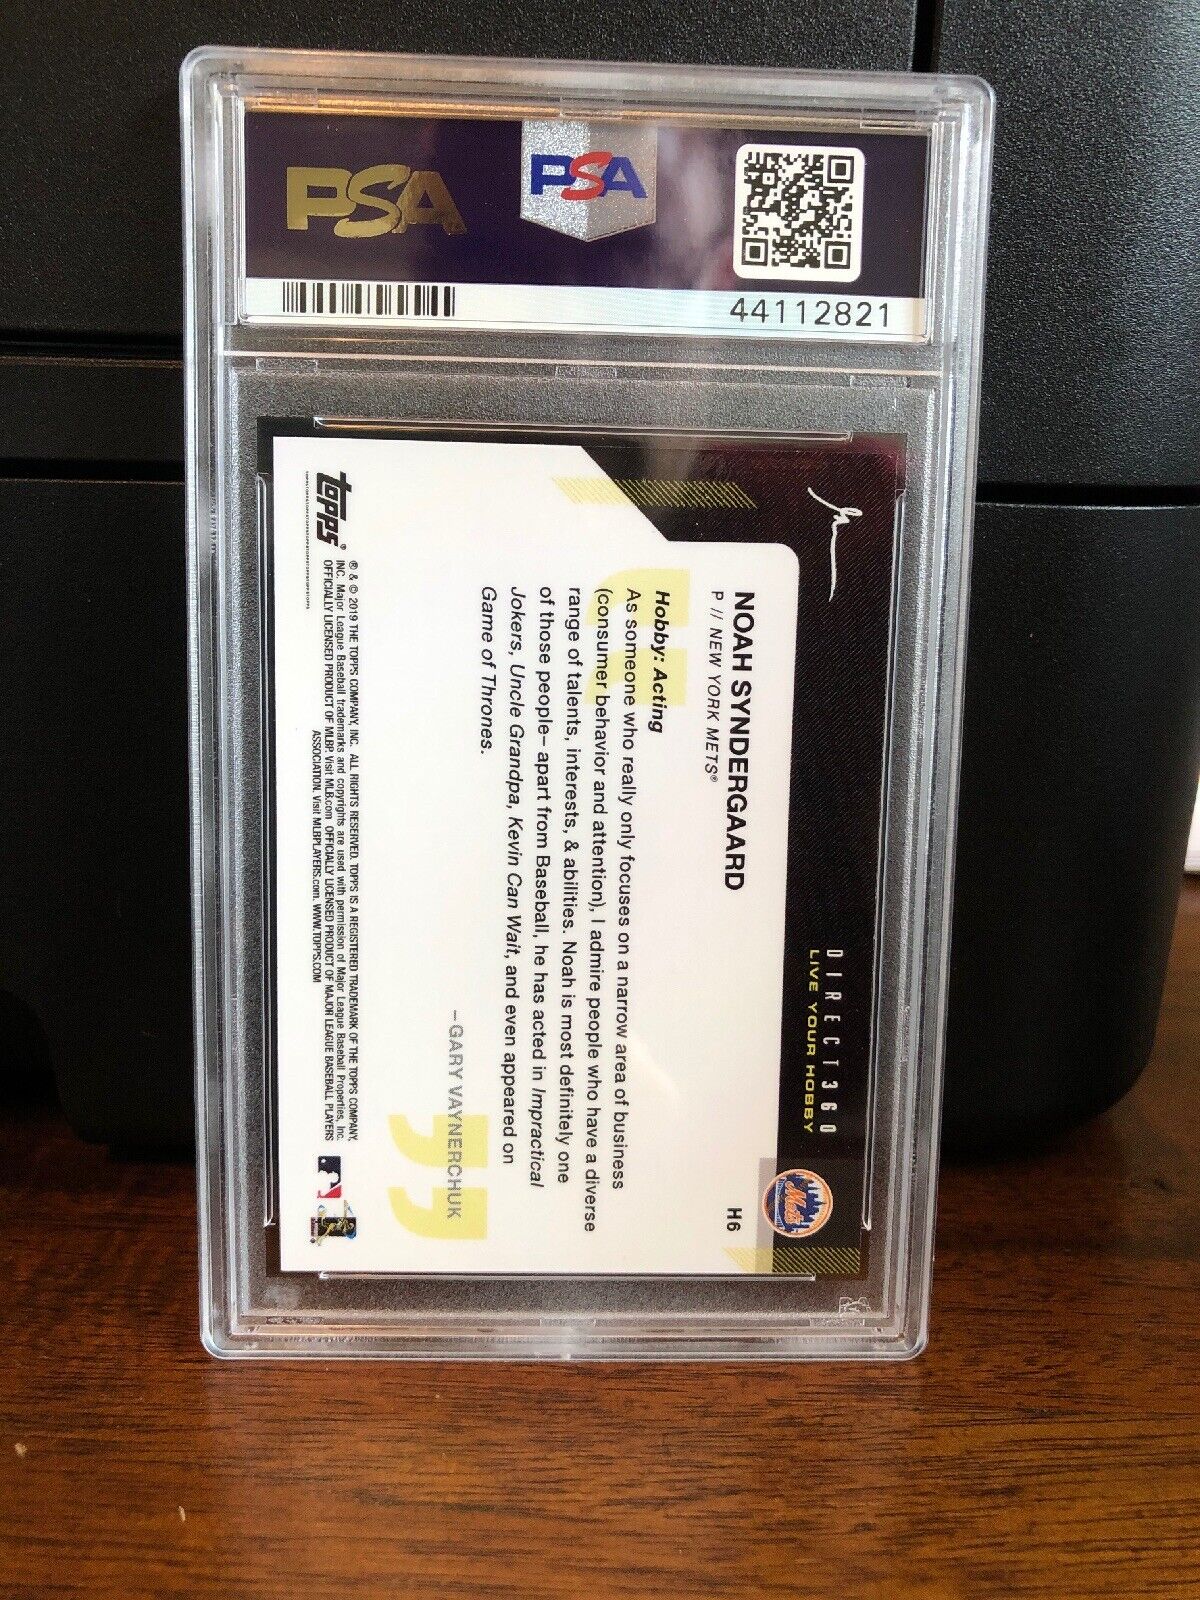 PSA
PSA
44112821
DIRECT360
LIVE YOUR HOBBY
Mets
NOAH SYNDERGAARD
P // NEW YORK METS®
H6
Hobby: Acting
As someone who really only focuses on a narrow area of business
(consumer behavior and attention), I admire people who have a diverse
range of talents, interests, & abilities. Noah is most definitely one
of those people– apart from Baseball, he has acted in Impractical
Jokers, Uncle Grandpa, Kevin Can Wait, and even appeared on
Game of Thrones.
–GARY VAYNERCHUK
topps®
® & © 2019 THE TOPPS COMPANY, INC. ALL RIGHTS RESERVED. TOPPS IS A REGISTERED TRADEMARK OF THE TOPPS COMPANY,
INC. Major League Baseball trademarks and copyrights are used with permission of Major League Baseball Properties, Inc.
OFFICIALLY LICENSED PRODUCT OF MLBP. Visit MLB.com OFFICIALLY LICENSED PRODUCT OF MAJOR LEAGUE BASEBALL PLAYERS
ASSOCIATION. Visit MLBPLAYERS.com. WWW.TOPPS.COM